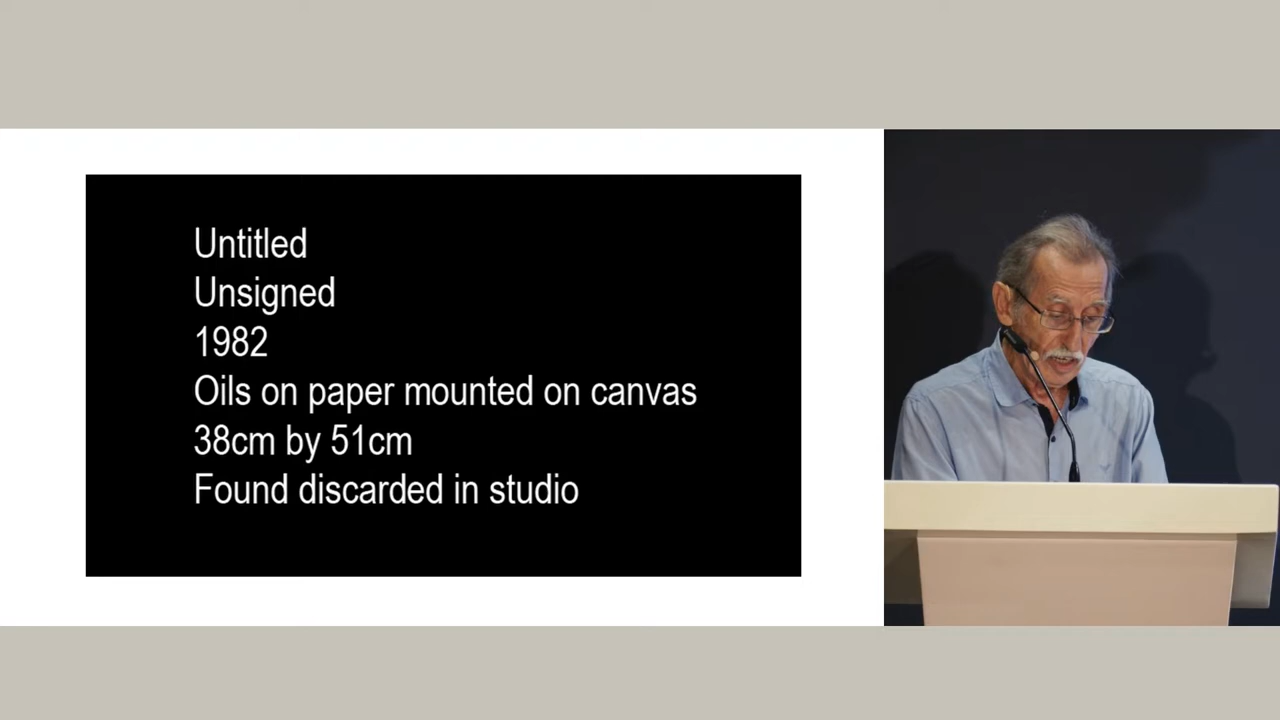 Untitled
Unsigned
1982
Oils on paper mounted on canvas
38cm by 51cm
Found discarded in studio